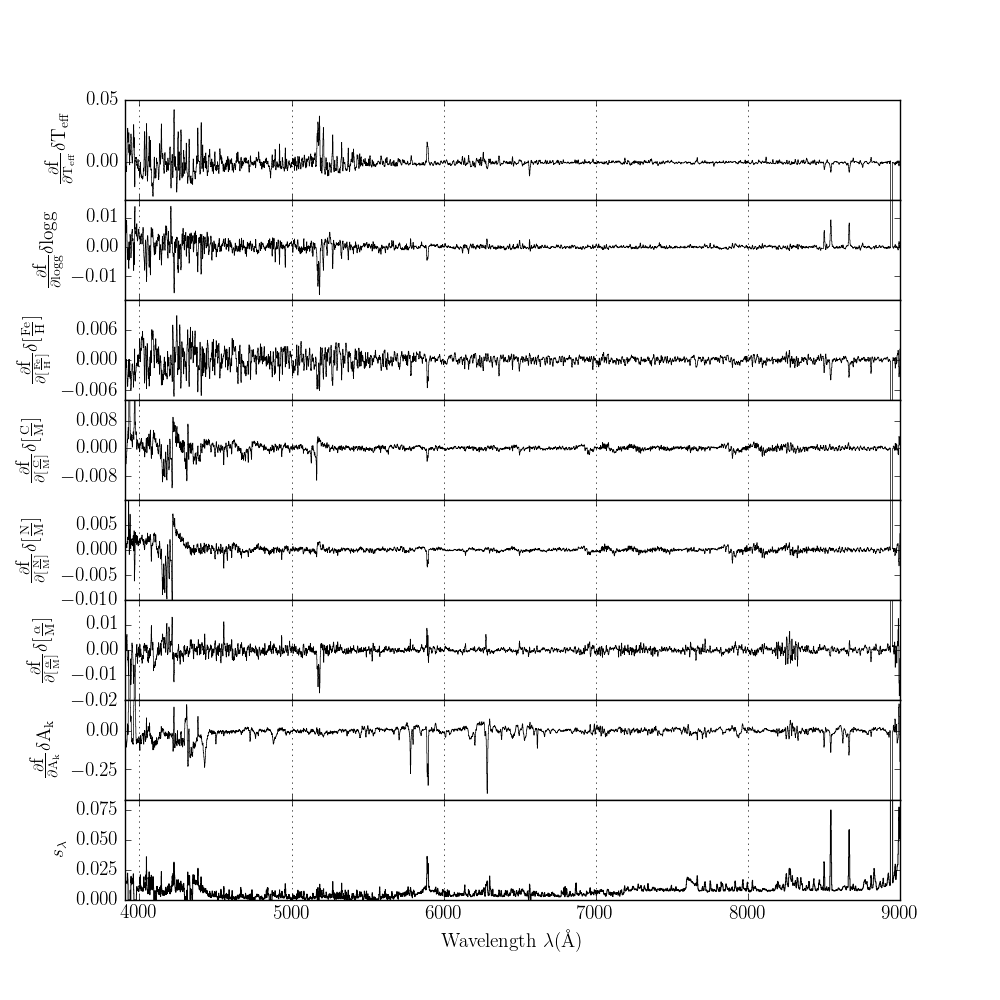 0.05
0.00
∂f/∂T_eff δT_eff
0.01
0.00
−0.01
∂f/∂logg δlogg
0.006
0.000
−0.006
∂f/∂[Fe/H] δ[Fe/H]
0.008
0.000
−0.008
∂f/∂[C/M] δ[C/M]
0.005
0.000
−0.005
−0.010
∂f/∂[N/M] δ[N/M]
0.01
0.00
−0.01
−0.02
∂f/∂[α/M] δ[α/M]
0.00
−0.25
∂f/∂A_k δA_k
0.075
0.050
0.025
0.000
s_λ
4000 5000 6000 7000 8000 9000
Wavelength λ(Å)